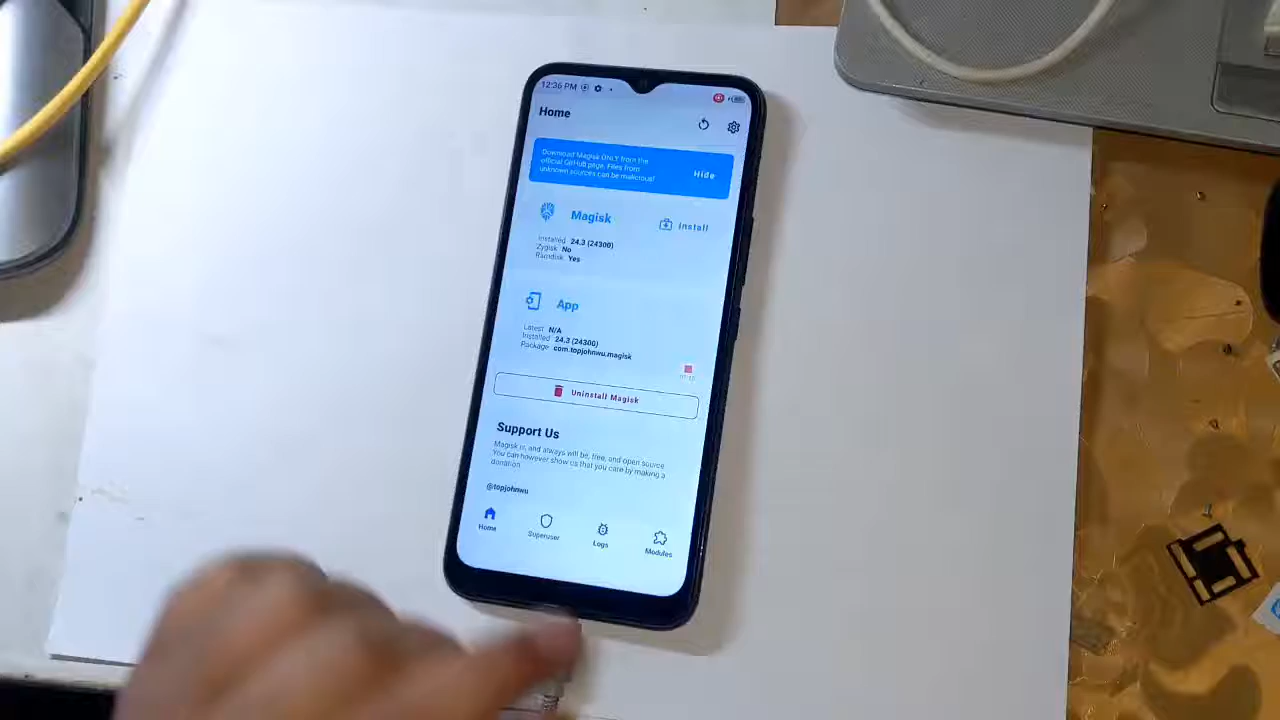 12:36 PM
Home
Download Magisk ONLY from the
official GitHub page. Files from
unknown sources can be malicious!
Hide
Magisk
Install
Installed 24.3 (24300)
Zygisk No
Ramdisk Yes
App
Latest N/A
Installed 24.3 (24300)
Package com.topjohnwu.magisk
Uninstall Magisk
Support Us
Magisk is, and always will be, free, and open source.
You can however show us that you care by making a
donation.
@topjohnwu
Home
Superuser
Logs
Modules